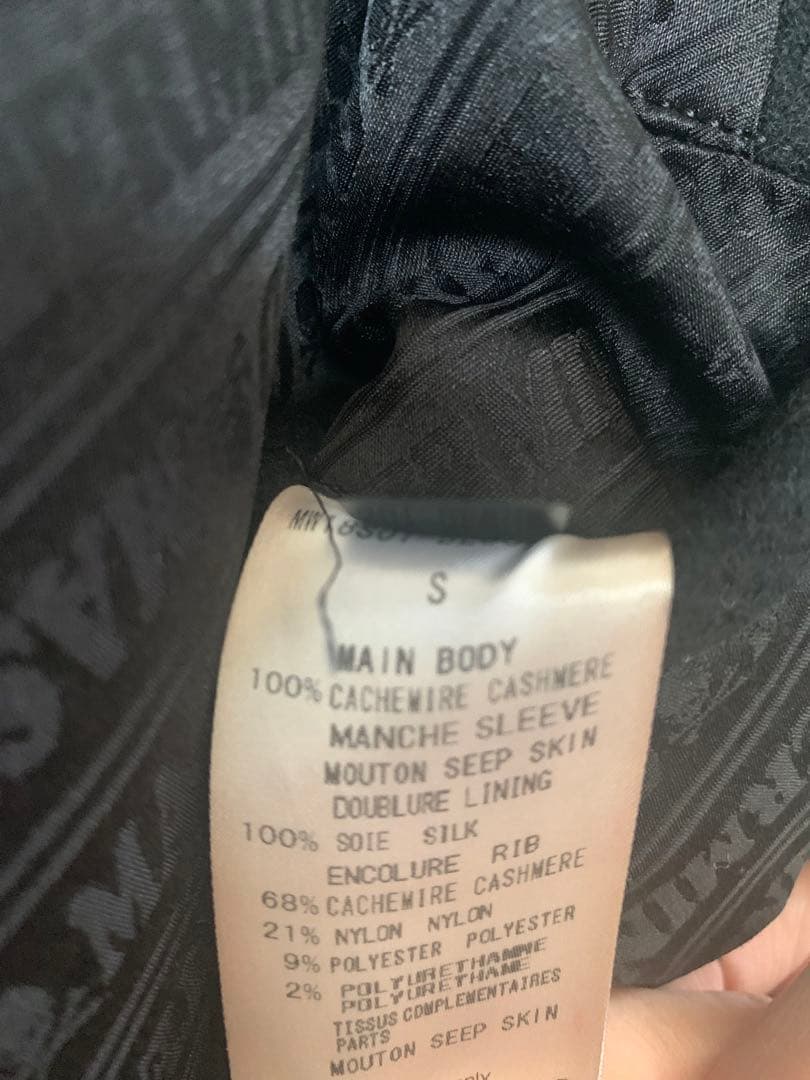 S
MAIN BODY
100% CACHEMIRE CASHMERE
MANCHE SLEEVE
MOUTON SEEP SKIN
DOUBLURE LINING
100% SOIE SILK
ENCOLURE RIB
68% CACHEMIRE CASHMERE
21% NYLON NYLON
9% POLYESTER POLYESTER
2% POLYURETHAMNE
POLYURETHANE
TISSUS COMPLEMENTAIRES
PARTS
MOUTON SEEP SKIN